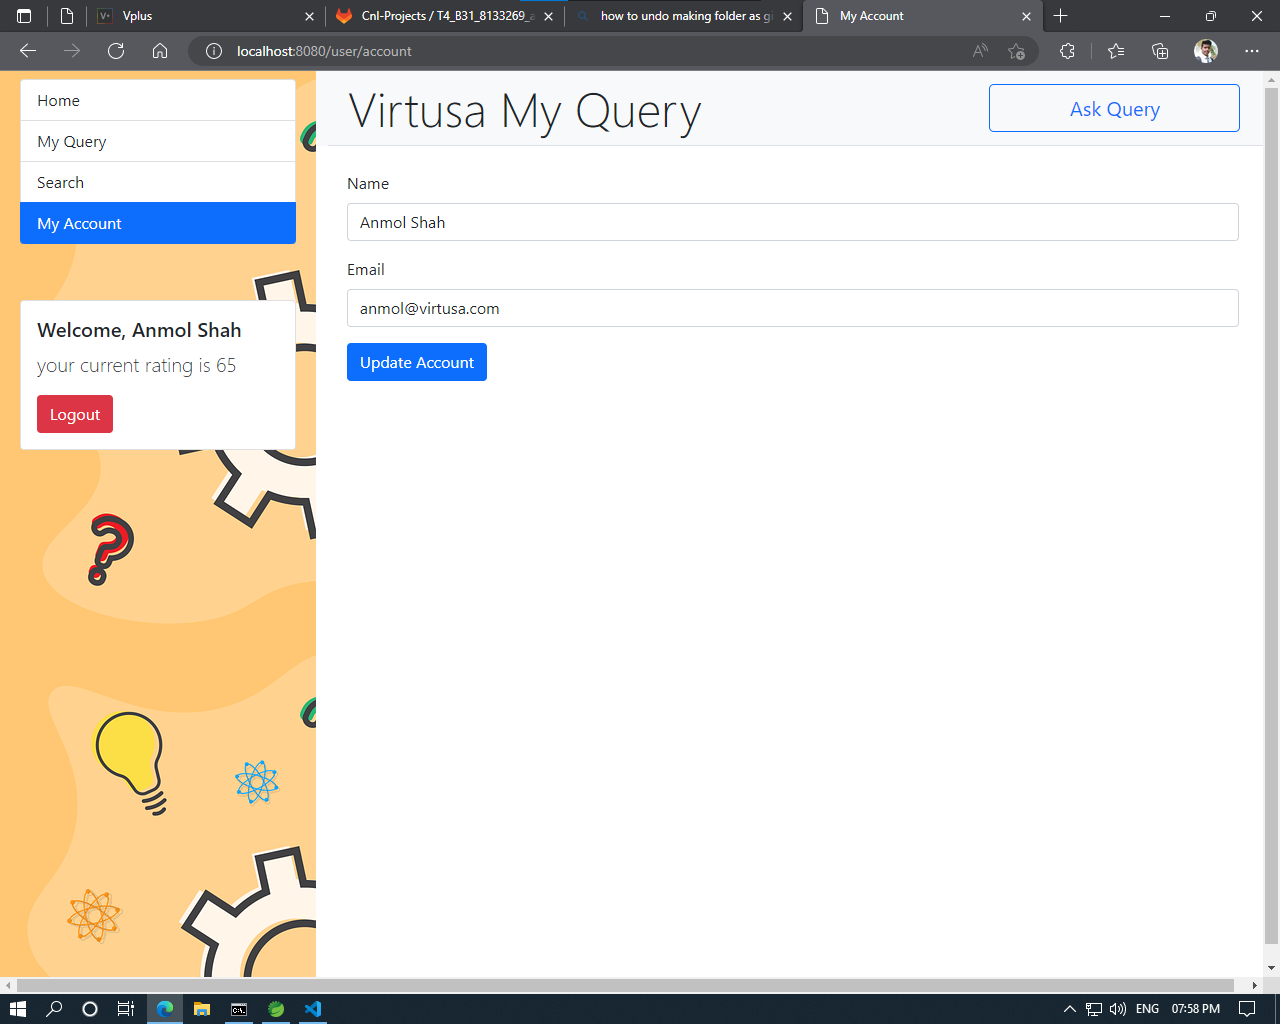 Vplus
Cnl-Projects / T4_B31_8133269_a
how to undo making folder as gi
My Account
localhost:8080/user/account
Home
My Query
Search
My Account
Welcome, Anmol Shah
your current rating is 65
Logout
Virtusa My Query
Ask Query
Name
Anmol Shah
Email
anmol@virtusa.com
Update Account
ENG
07:58 PM